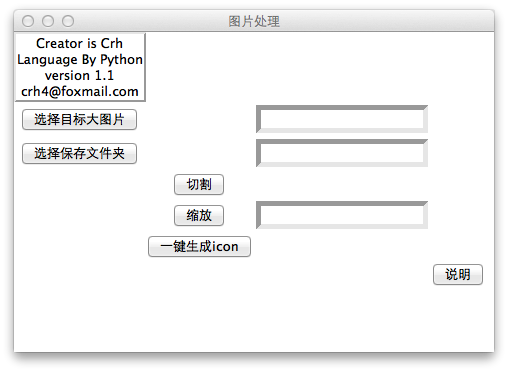 图片处理
Creator is Crh
Language By Python
version 1.1
crh4@foxmail.com
选择目标大图片
选择保存文件夹
切割
缩放
一键生成icon
说明